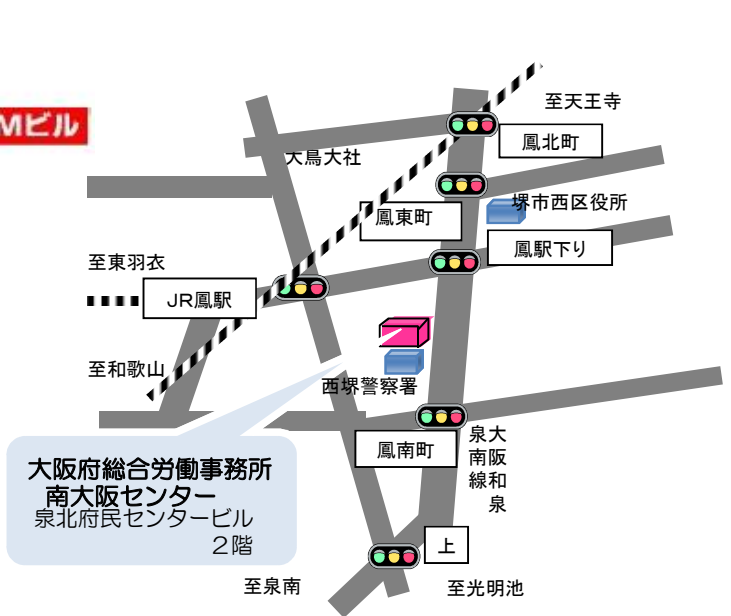 至天王寺
Mビル
鳳北町
大鳥大社
堺市西区役所
鳳東町
鳳駅下り
至東羽衣
JR鳳駅
至和歌山
西堺警察署
鳳南町
大阪和泉
泉南線
大阪府総合労働事務所
南大阪センター
泉北府民センタービル
2階
上
至泉南
至光明池